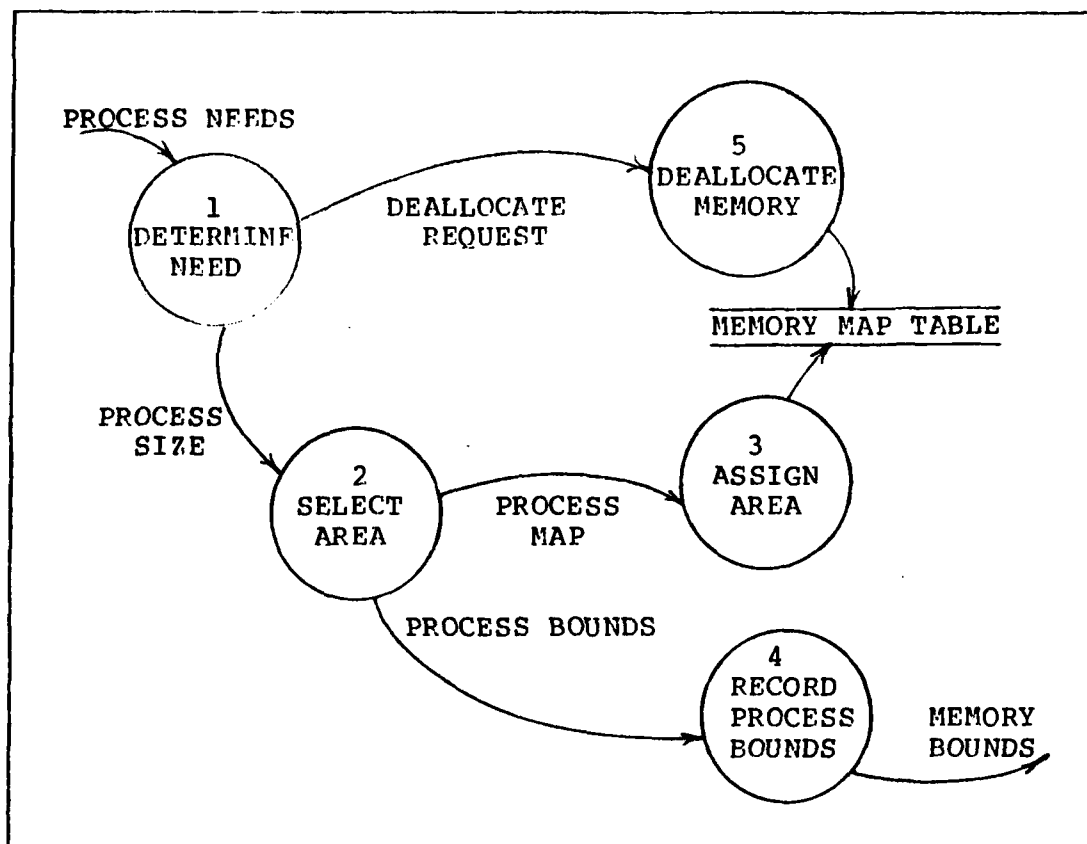 PROCESS NEEDS
1
DETERMINE
NEED
DEALLOCATE
REQUEST
5
DEALLOCATE
MEMORY
MEMORY MAP TABLE
PROCESS
SIZE
2
SELECT
AREA
PROCESS
MAP
3
ASSIGN
AREA
PROCESS BOUNDS
4
RECORD
PROCESS
BOUNDS
MEMORY
BOUNDS